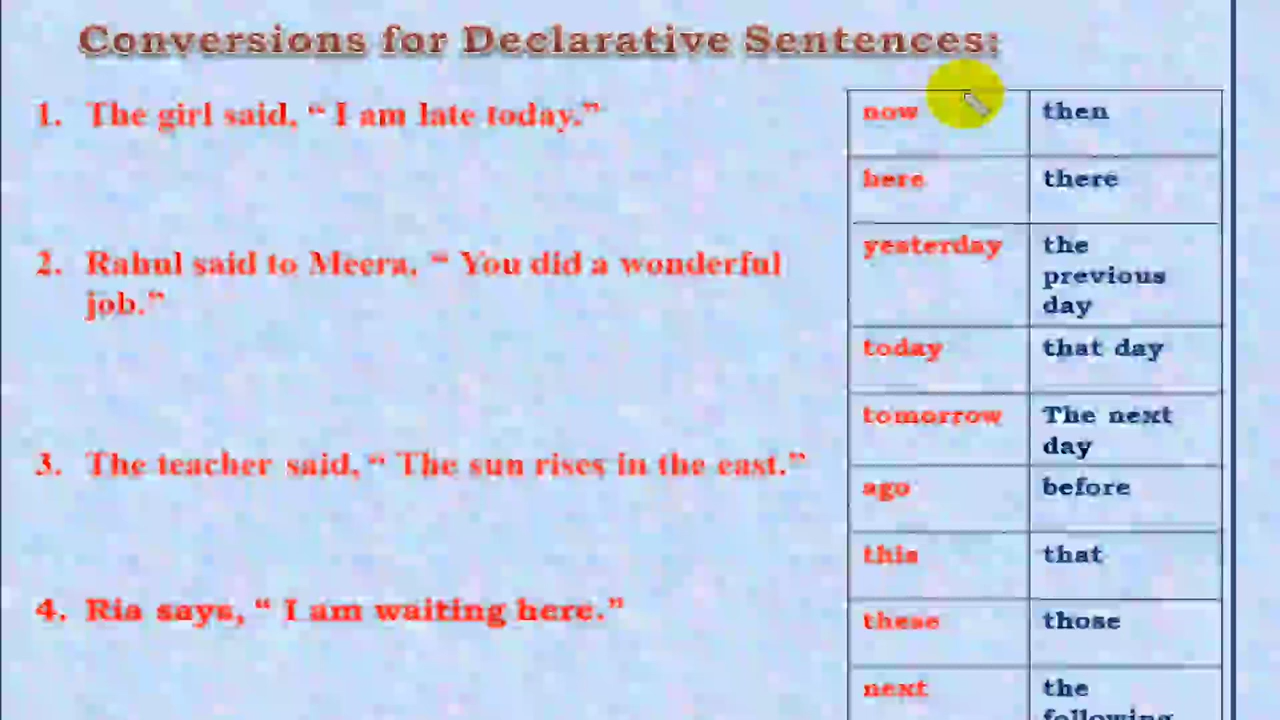 Conversions for Declarative Sentences:
1. The girl said, “ I am late today.”
2. Rahul said to Meera, “ You did a wonderful
job.”
3. The teacher said, “ The sun rises in the east.”
4. Ria says, “ I am waiting here.”
now then
here there
yesterday the
previous
day
today that day
tomorrow The next
day
ago before
this that
these those
next the
following